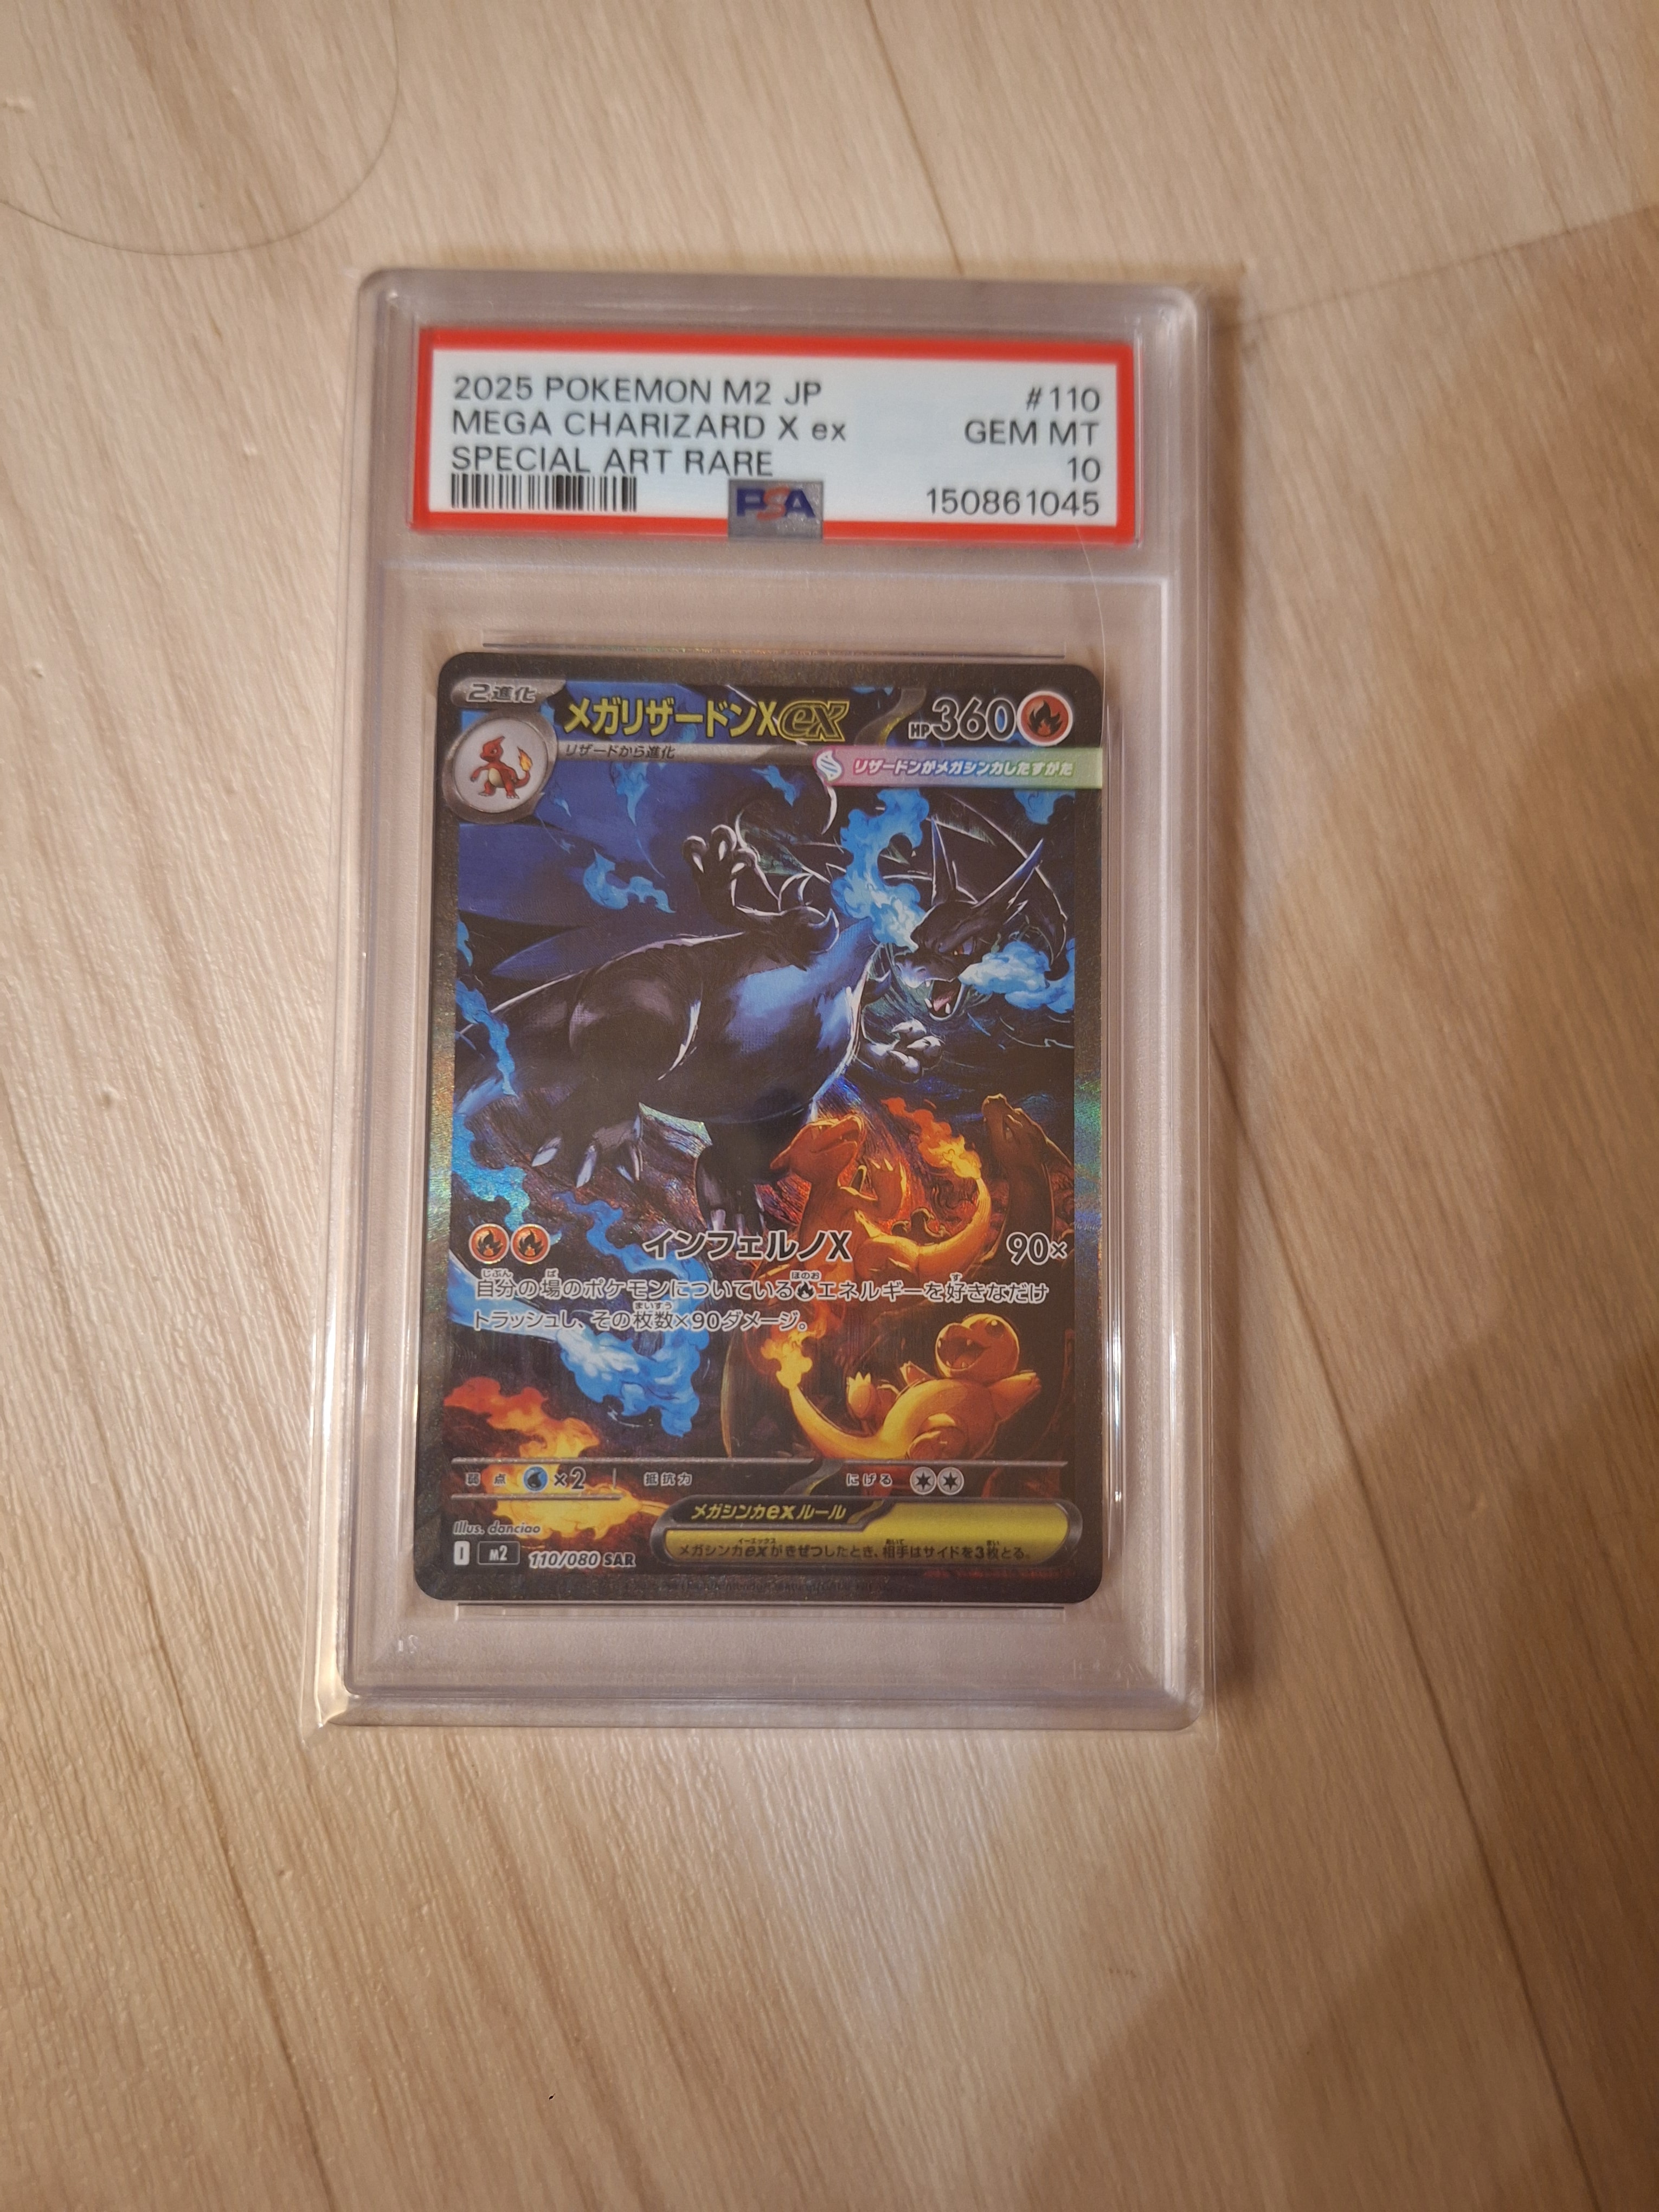 2025 POKEMON M2 JP #110
MEGA CHARIZARD X ex GEM MT
SPECIAL ART RARE 10
PSA 150861045
2進化 メガリザードンXex HP360
リザードから進化
リザードンがメガシンカしたすがた
インフェルノX 90×
自分の場のポケモンについているエネルギーを好きなだけ
トラッシュし、その枚数×90ダメージ。
弱点 ×2 抵抗力 にげる
メガシンカexルール
メガシンカexがきぜつしたとき、相手はサイドを3枚とる。
Illus. danciao
I M2 110/080 SAR